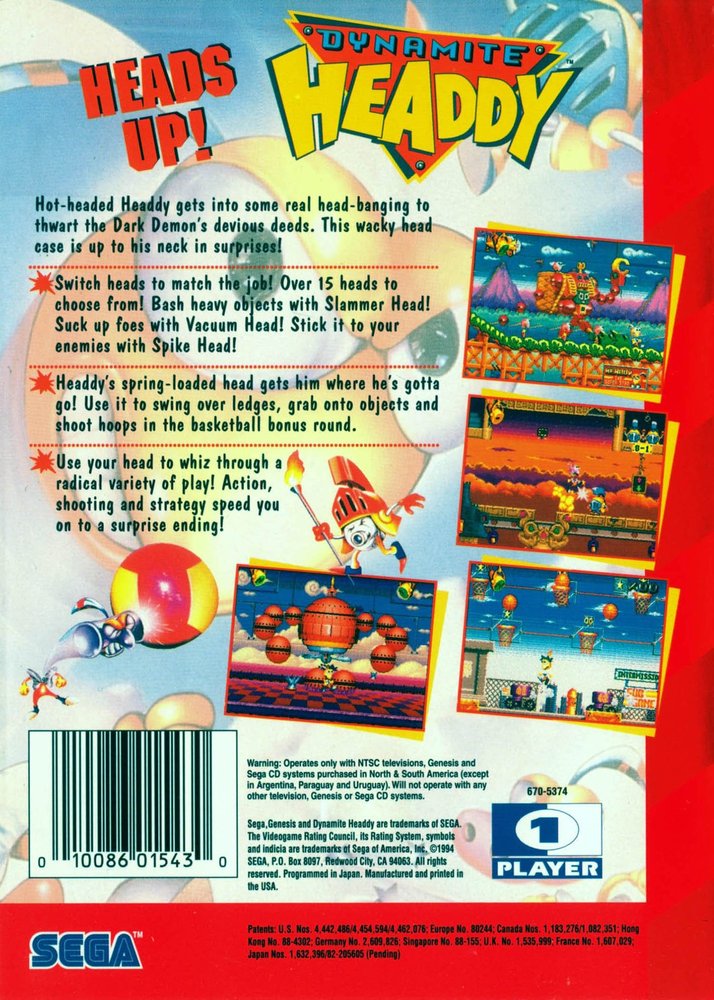 HEADS
UP!
DYNAMITE
HEADDY
TM
Hot-headed Headdy gets into some real head-banging to
thwart the Dark Demon's devious deeds. This wacky head
case is up to his neck in surprises!
Switch heads to match the job! Over 15 heads to
choose from! Bash heavy objects with Slammer Head!
Suck up foes with Vacuum Head! Stick it to your
enemies with Spike Head!
Headdy's spring-loaded head gets him where he's gotta
go! Use it to swing over ledges, grab onto objects and
shoot hoops in the basketball bonus round.
Use your head to whiz through a
radical variety of play! Action,
shooting and strategy speed you
on to a surprise ending!
8-1
INTERMISSIO
SUB
GAME
Warning: Operates only with NTSC televisions, Genesis and
Sega CD systems purchased in North & South America (except
in Argentina, Paraguay and Uruguay). Will not operate with any
other television, Genesis or Sega CD systems.
Sega, Genesis and Dynamite Headdy are trademarks of SEGA.
The Videogame Rating Council, its Rating System, symbols
and indicia are trademarks of Sega of America, Inc. ©1994
SEGA, P.O. Box 8097, Redwood City, CA 94063. All rights
reserved. Programmed in Japan. Manufactured and printed in
the USA.
670-5374
1
PLAYER
0 10086 01543 0
SEGA™
Patents: U.S. Nos. 4,442,486/4,454,594/4,462,076; Europe No. 80244; Canada Nos. 1,183,276/1,082,351; Hong
Kong No. 88-4302; Germany No. 2,609,826; Singapore No. 88-155; U.K. No. 1,535,999; France No. 1,607,029;
Japan Nos. 1,632,396/82-205605 (Pending)